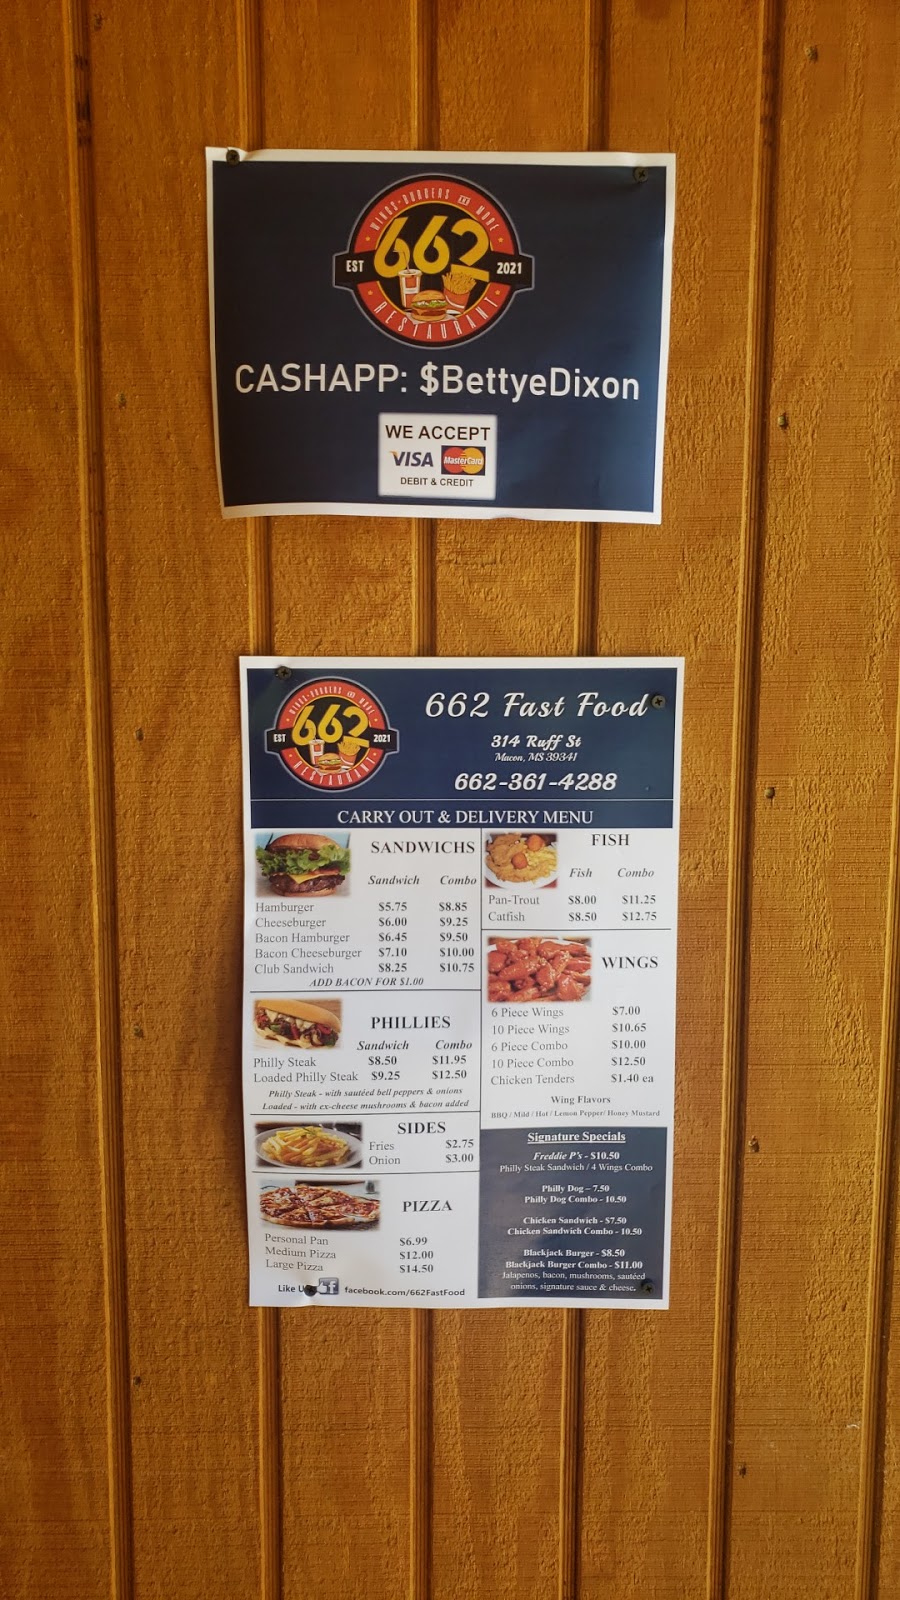 WINGS-BURGERS AND MORE
662
EST 2021
RESTAURANT
CASHAPP: $BettyeDixon
WE ACCEPT
VISA MasterCard
DEBIT & CREDIT
WINGS-BURGERS AND MORE
662
EST 2021
RESTAURANT
662 Fast Food
314 Ruff St
Macon, MS 39341
662-361-4288
CARRY OUT & DELIVERY MENU
SANDWICHS
Sandwich Combo
Hamburger $5.75 $8.85
Cheeseburger $6.00 $9.25
Bacon Hamburger $6.45 $9.50
Bacon Cheeseburger $7.10 $10.00
Club Sandwich $8.25 $10.75
ADD BACON FOR $1.00
PHILLIES
Sandwich Combo
Philly Steak $8.50 $11.95
Loaded Philly Steak $9.25 $12.50
Philly Steak - with sautéed bell peppers & onions
Loaded - with ex-cheese mushrooms & bacon added
SIDES
Fries $2.75
Onion $3.00
PIZZA
Personal Pan $6.99
Medium Pizza $12.00
Large Pizza $14.50
Like f facebook.com/662FastFood
FISH
Fish Combo
Pan-Trout $8.00 $11.25
Catfish $8.50 $12.75
WINGS
6 Piece Wings $7.00
10 Piece Wings $10.65
6 Piece Combo $10.00
10 Piece Combo $12.50
Chicken Tenders $1.40 ea
Wing Flavors
BBQ / Mild / Hot / Lemon Pepper/ Honey Mustard
Signature Specials
Freddie P's - $10.50
Philly Steak Sandwich / 4 Wings Combo
Philly Dog – 7.50
Philly Dog Combo - 10.50
Chicken Sandwich - $7.50
Chicken Sandwich Combo - 10.50
Blackjack Burger - $8.50
Blackjack Burger Combo - $11.00
Jalapenos, bacon, mushrooms, sautéed
onions, signature sauce & cheese.